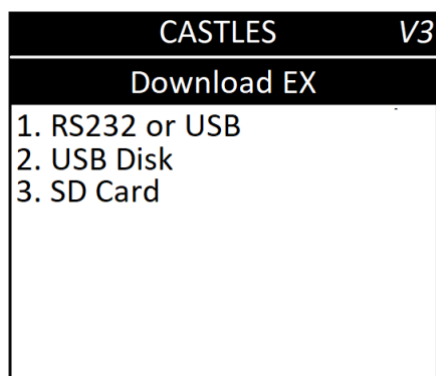 CASTLES V3
Download EX
1. RS232 or USB
2. USB Disk
3. SD Card